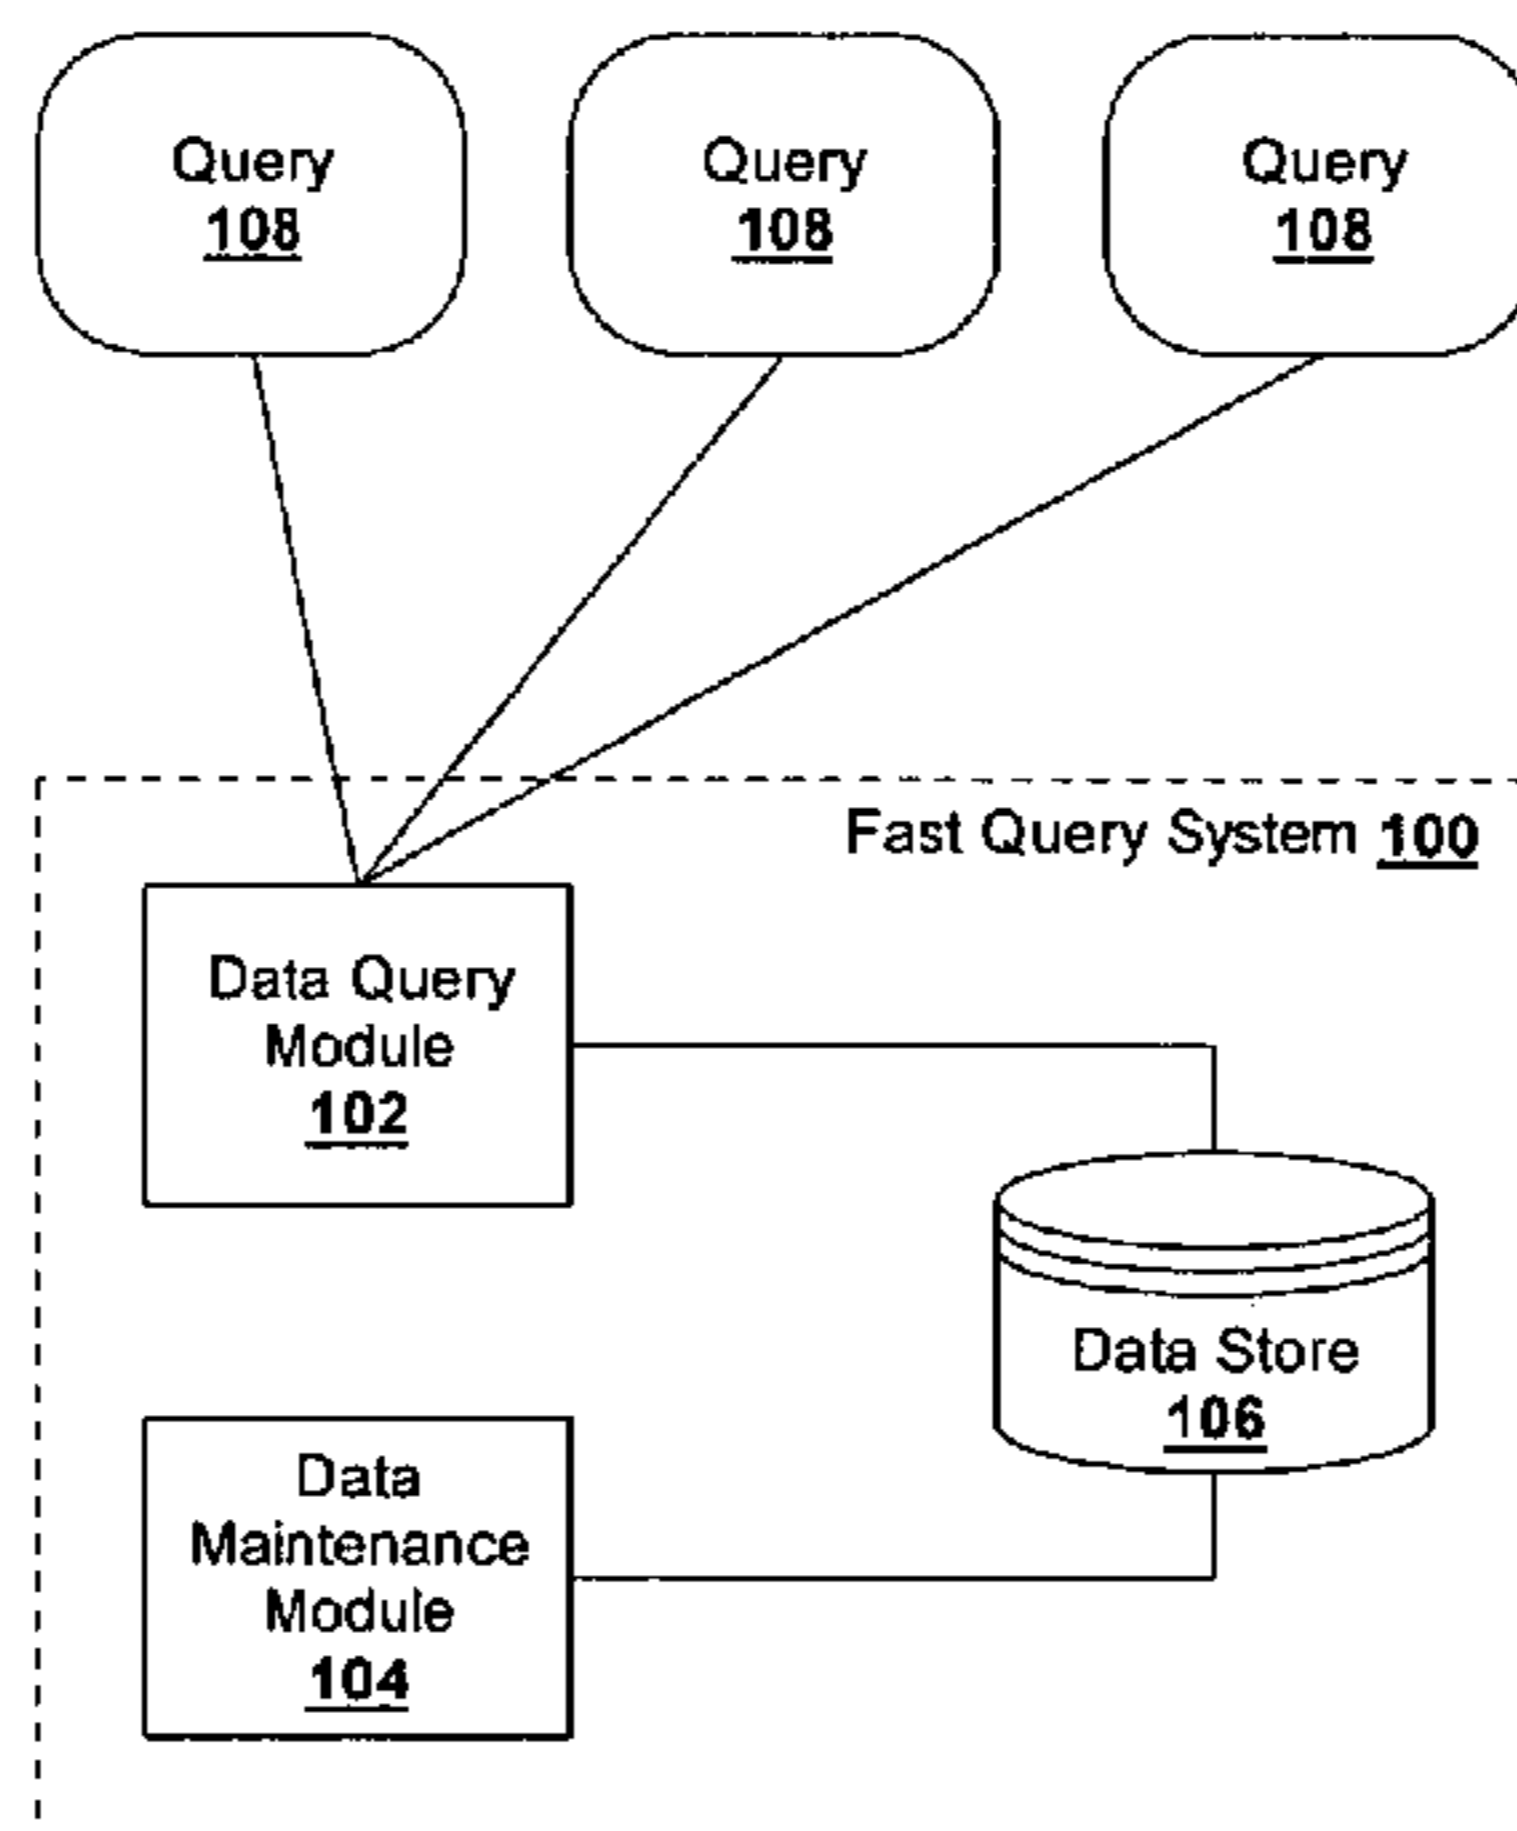 Query
108
Query
108
Query
108
Fast Query System 100
Data Query
Module
102
Data Store
106
Data
Maintenance
Module
104